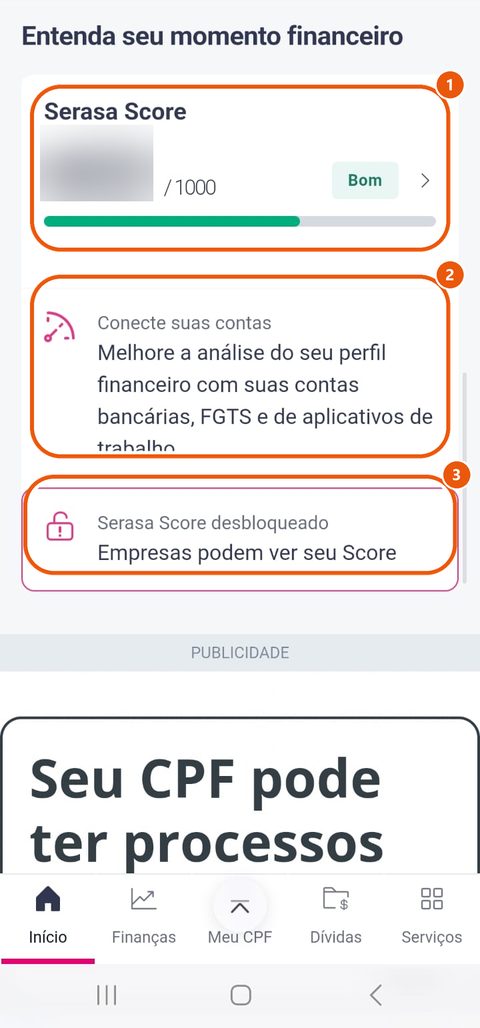 Entenda seu momento financeiro
1
Serasa Score
/ 1000
Bom
2
Conecte suas contas
Melhore a análise do seu perfil
financeiro com suas contas
bancárias, FGTS e de aplicativos de
trabalho
3
Serasa Score desbloqueado
Empresas podem ver seu Score
PUBLICIDADE
Seu CPF pode
ter processos
Início
Finanças
Meu CPF
Dívidas
Serviços